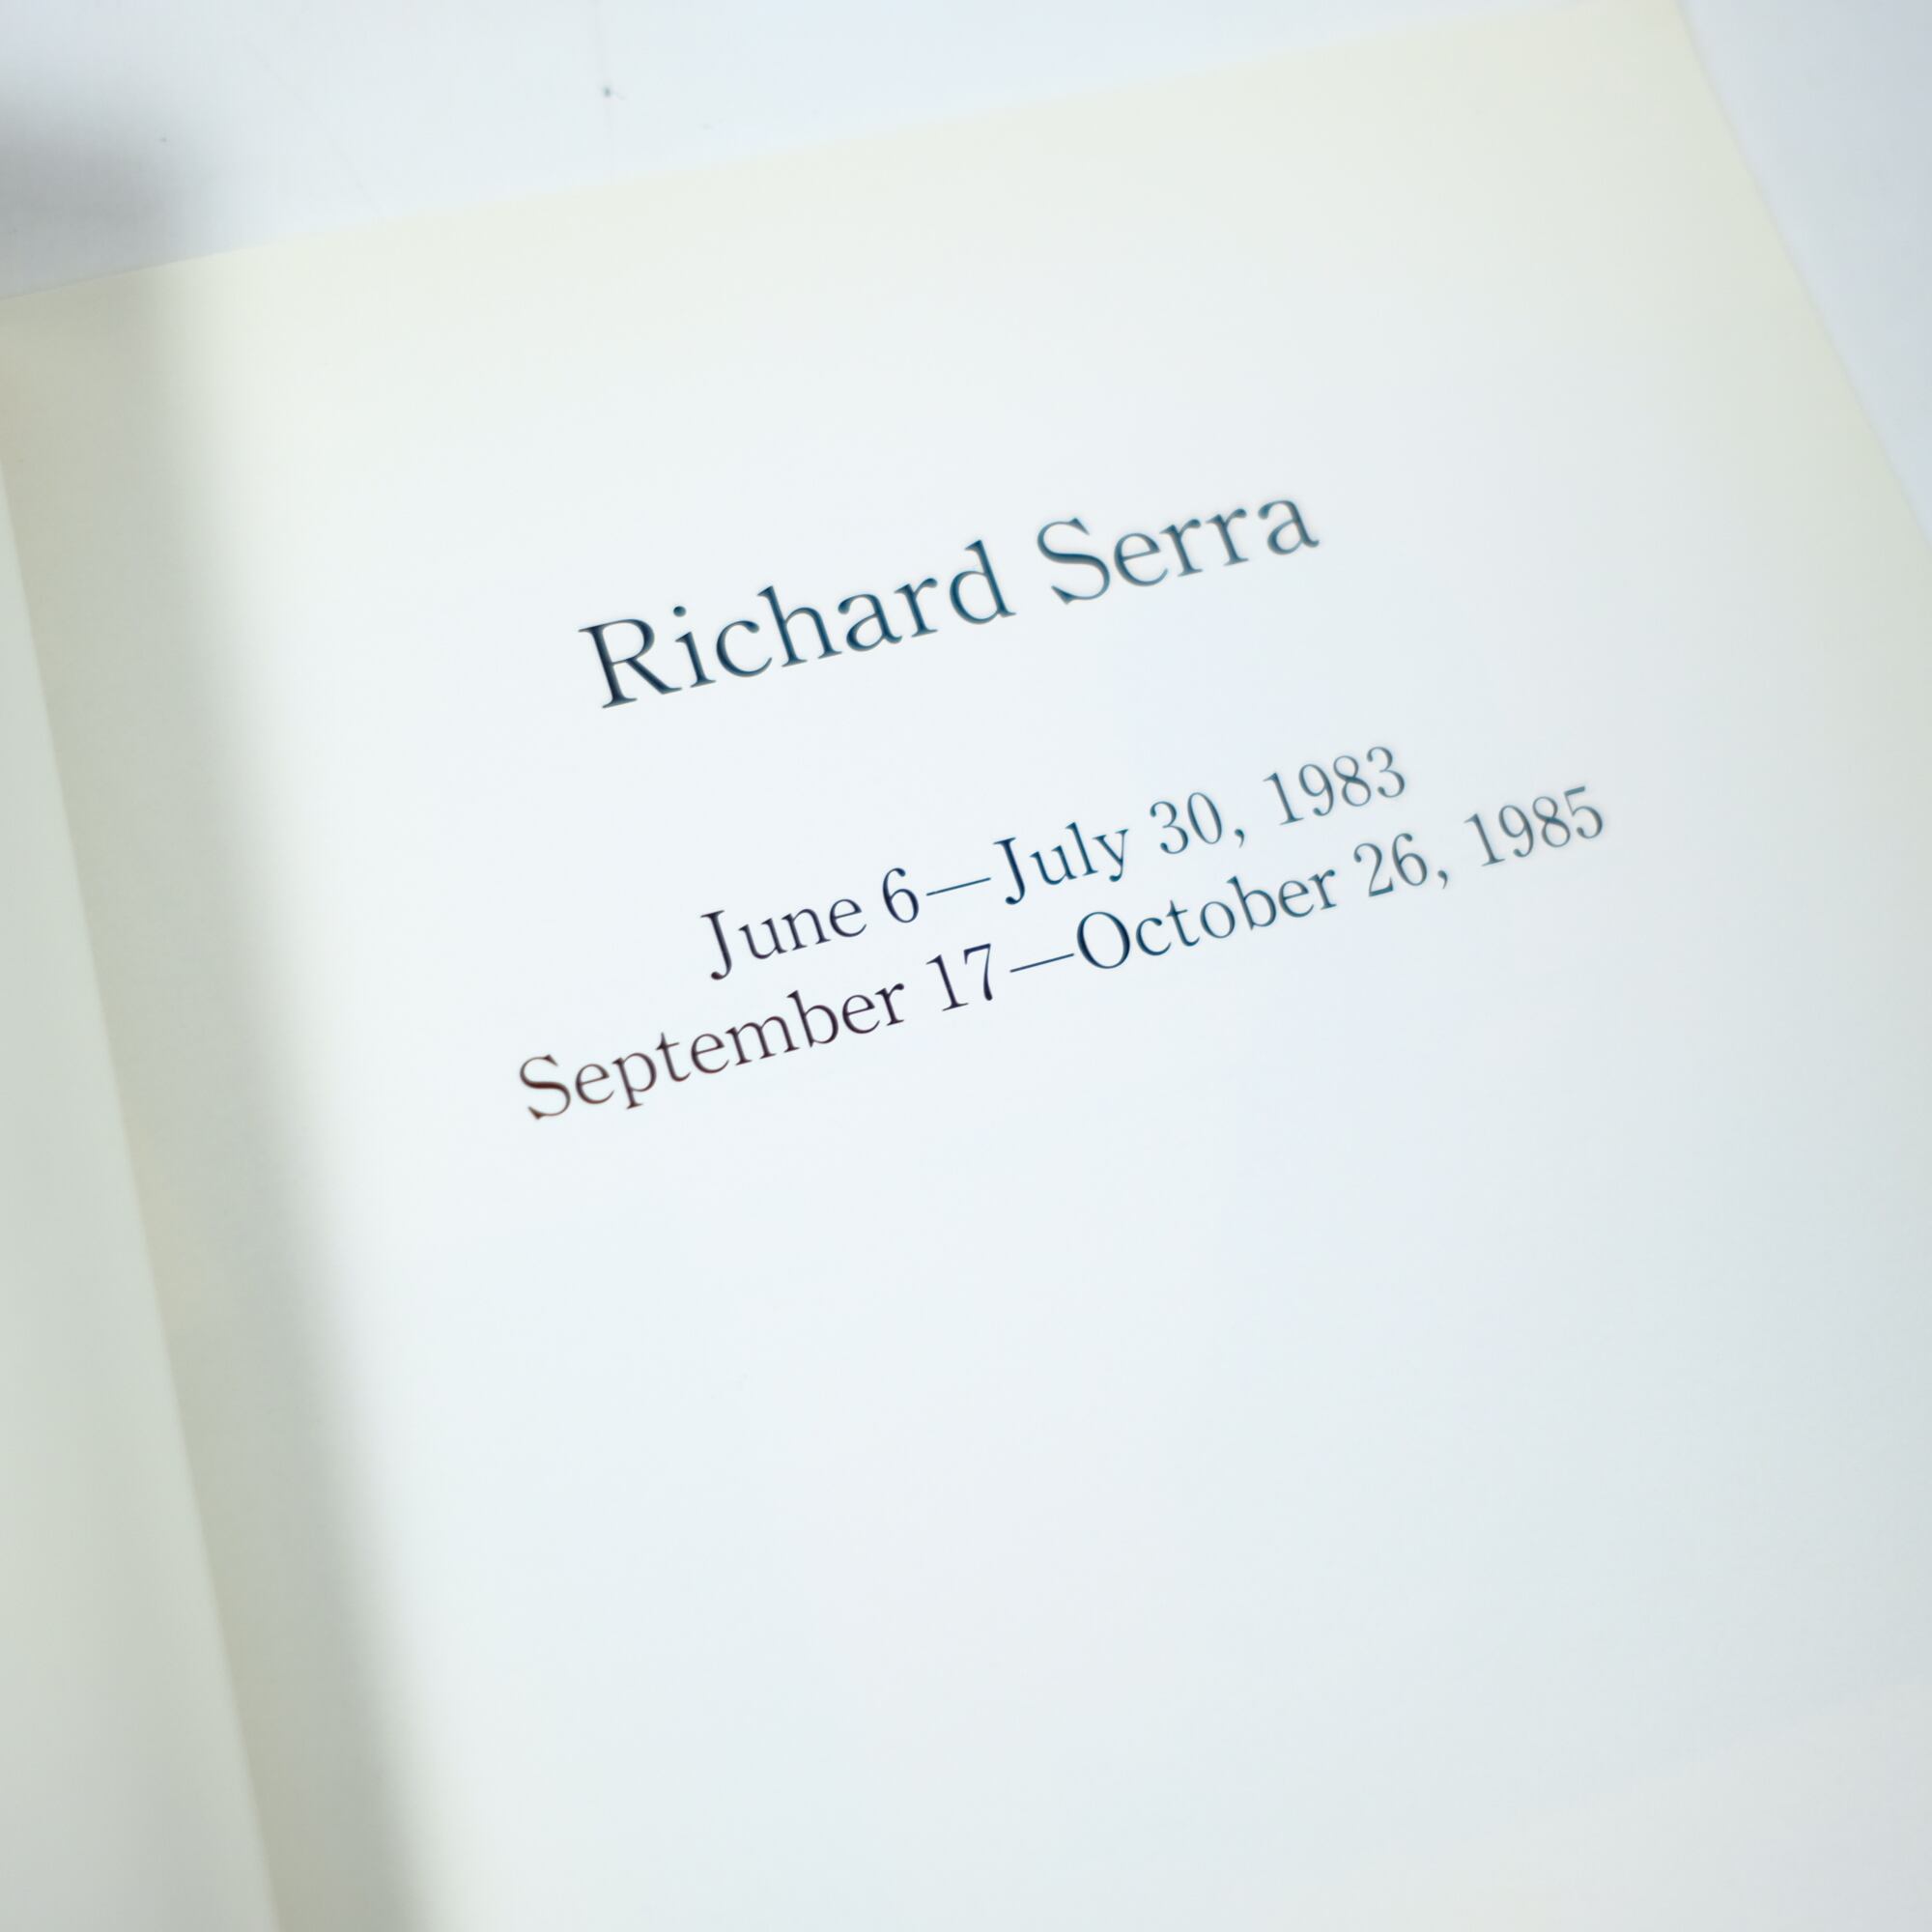 Richard Serra
June 6—July 30, 1983
September 17—October 26, 1985